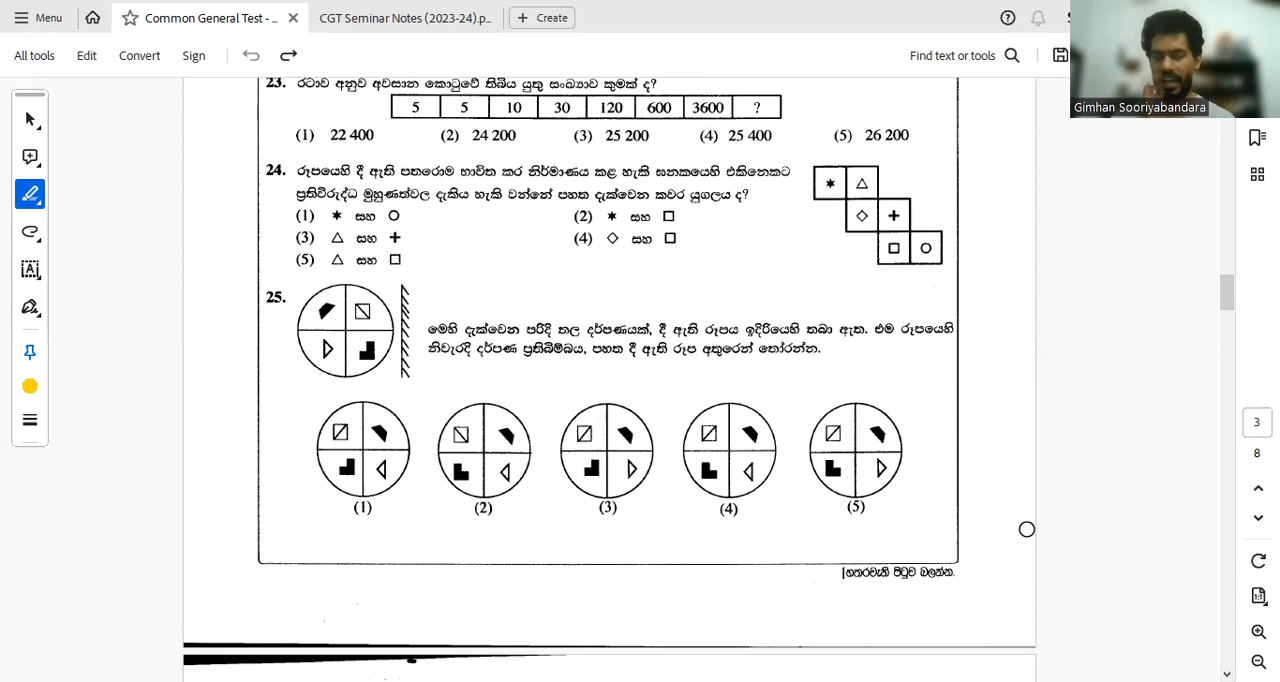 Menu
Common General Test - ...
CGT Seminar Notes (2023-24).p...
Create
All tools
Edit
Convert
Sign
Find text or tools
Gimhan Sooriyabandara
23. රටාව අනුව අවසාන කොටුවේ තිබිය යුතු සංඛ්‍යාව කුමක් ද?
5 5 10 30 120 600 3600 ?
(1) 22 400 (2) 24 200 (3) 25 200 (4) 25 400 (5) 26 200
24. රූපයෙහි දී ඇති පතරොම භාවිත කර නිර්මාණය කළ හැකි ඝනකයෙහි එකිනෙකට
ප්‍රතිවිරුද්ධ මුහුණත්වල දැකිය හැකි වන්නේ පහත දැක්වෙන කවර යුගලය ද?
(1) ✶ සහ ○ (2) ✶ සහ □
(3) △ සහ + (4) ◇ සහ □
(5) △ සහ □
25.
මෙහි දැක්වෙන පරිදි තල දර්පණයක්, දී ඇති රූපය ඉදිරියෙහි තබා ඇත. එම රූපයෙහි
නිවැරදි දර්පණ ප්‍රතිබිම්බය, පහත දී ඇති රූප අතුරෙන් තෝරන්න.
(1) (2) (3) (4) (5)
[හතරවැනි පිටුව බලන්න.
3
8